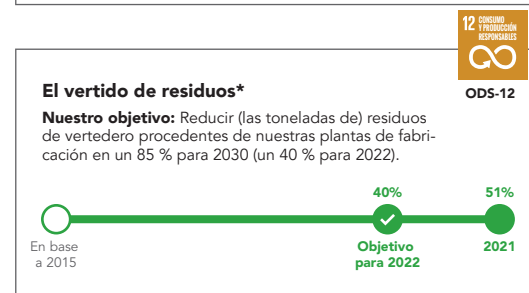 12 CONSUMO
Y PRODUCCIÓN
RESPONSABLES
ODS-12
El vertido de residuos*
Nuestro objetivo: Reducir (las toneladas de) residuos
de vertedero procedentes de nuestras plantas de fabri-
cación en un 85 % para 2030 (un 40 % para 2022).
40%
51%
En base
a 2015
Objetivo
para 2022
2021